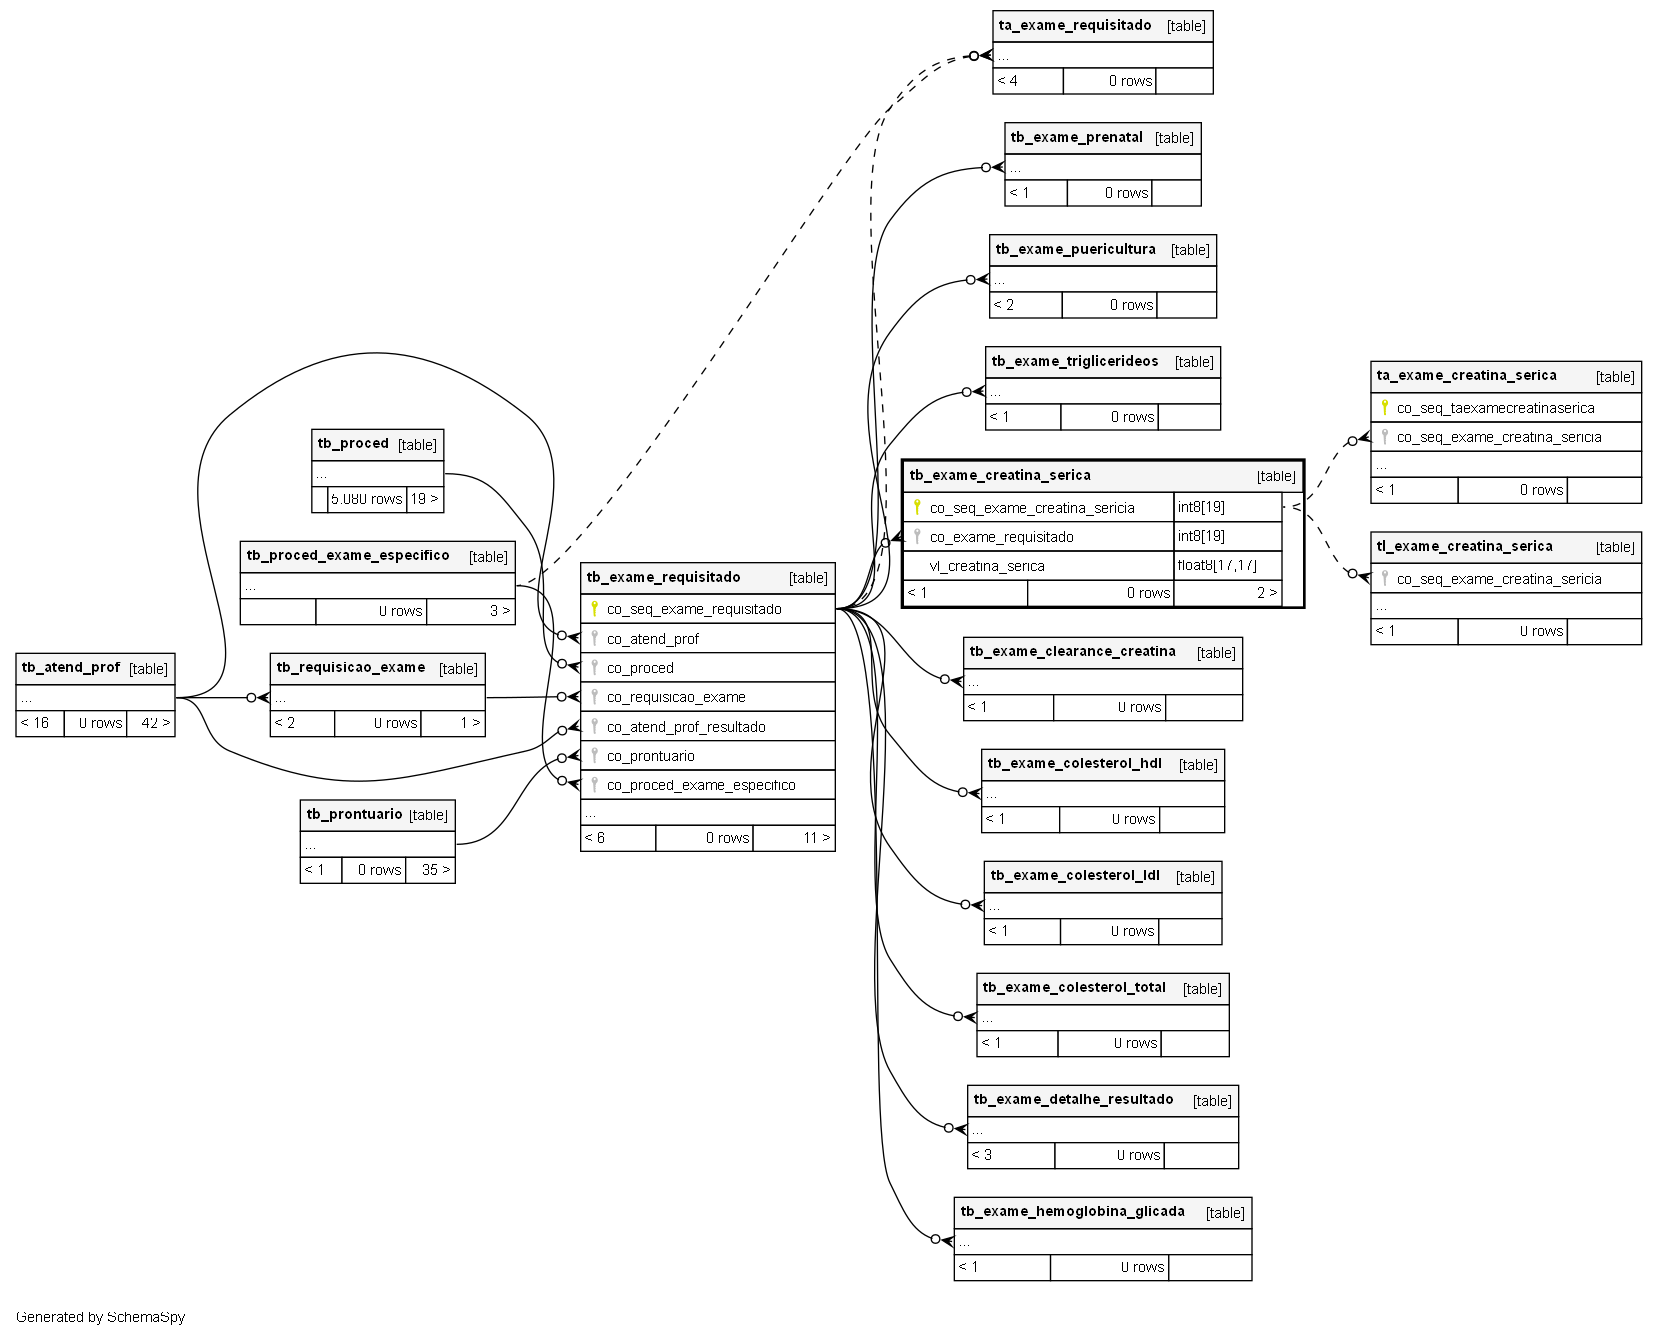 ta_exame_requisitado [table]
...
< 4 0 rows
tb_exame_prenatal [table]
...
< 1 0 rows
tb_exame_puericultura [table]
...
< 2 0 rows
tb_exame_triglicerideos [table]
...
< 1 0 rows
ta_exame_creatina_serica [table]
co_seq_taexamecreatinaserica
co_seq_exame_creatina_sericia
...
< 1 0 rows
tb_proced [table]
...
5.080 rows 19 >
tb_exame_creatina_serica [table]
co_seq_exame_creatina_sericia int8[19]
co_exame_requisitado int8[19]
vl_creatina_serica float8[17,17]
< 1 0 rows 2 >
tl_exame_creatina_serica [table]
co_seq_exame_creatina_sericia
...
< 1 0 rows
tb_proced_exame_especifico [table]
...
0 rows 3 >
tb_exame_requisitado [table]
co_seq_exame_requisitado
co_atend_prof
co_proced
co_requisicao_exame
co_atend_prof_resultado
co_prontuario
co_proced_exame_especifico
...
< 6 0 rows 11 >
tb_atend_prof [table]
...
< 16 0 rows 42 >
tb_requisicao_exame [table]
...
< 2 0 rows 1 >
tb_prontuario [table]
...
< 1 0 rows 35 >
tb_exame_clearance_creatina [table]
...
< 1 0 rows
tb_exame_colesterol_hdl [table]
...
< 1 0 rows
tb_exame_colesterol_ldl [table]
...
< 1 0 rows
tb_exame_colesterol_total [table]
...
< 1 0 rows
tb_exame_detalhe_resultado [table]
...
< 3 0 rows
tb_exame_hemoglobina_glicada [table]
...
< 1 0 rows
Generated by SchemaSpy